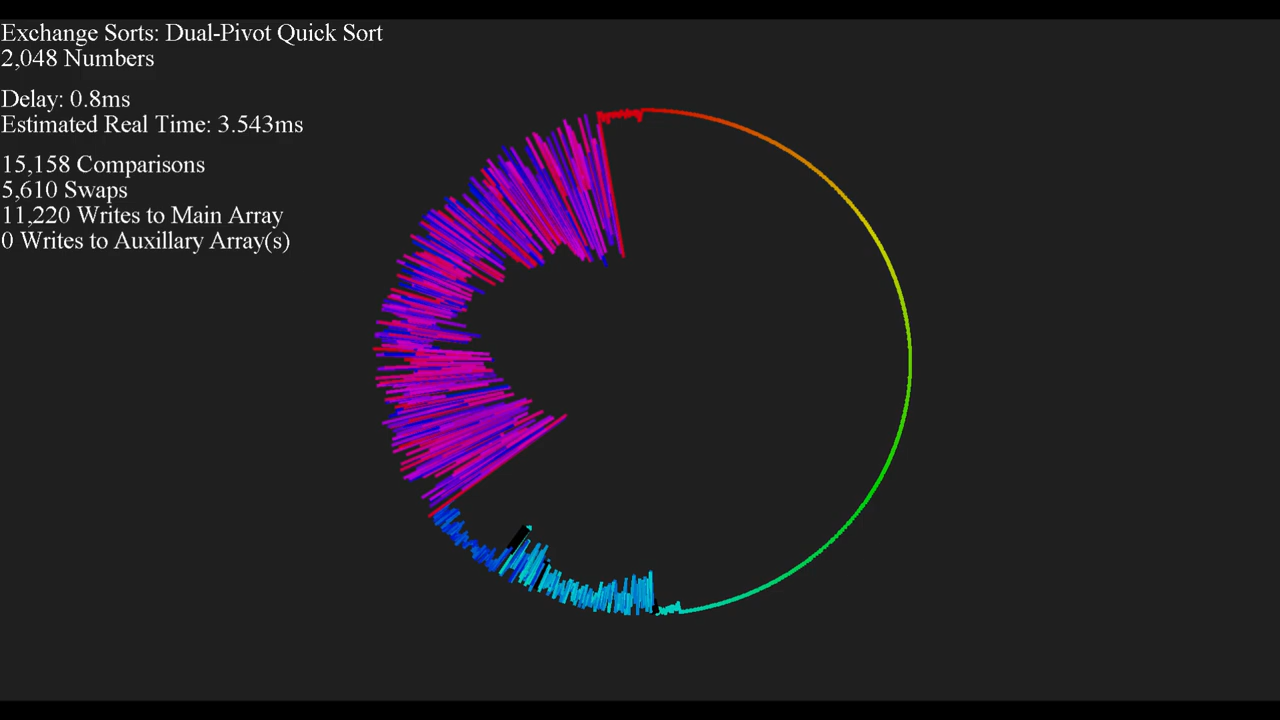 Exchange Sorts: Dual-Pivot Quick Sort
2,048 Numbers
Delay: 0.8ms
Estimated Real Time: 3.543ms
15,158 Comparisons
5,610 Swaps
11,220 Writes to Main Array
0 Writes to Auxillary Array(s)